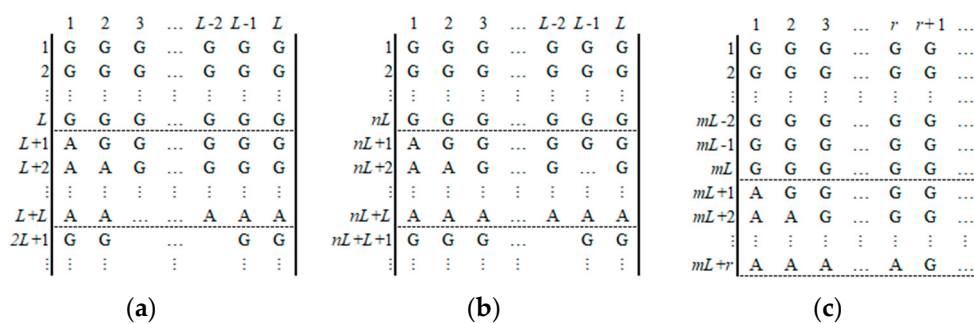 1 2 3 … L-2 L-1 L
1 G G G … G G G
2 G G G … G G G
⋮ ⋮ ⋮ ⋮ ⋮ ⋮ ⋮ ⋮
L G G G … G G G
L+1 A G G … G G G
L+2 A A G … G G G
⋮ ⋮ ⋮ ⋮ ⋮ ⋮ ⋮ ⋮
L+L A A … … A A A
2L+1 G G … G G
⋮ ⋮ ⋮ ⋮ ⋮ ⋮
(a)
1 2 3 … L-2 L-1 L
1 G G G … G G G
2 G G G … G G G
⋮ ⋮ ⋮ ⋮ ⋮ ⋮ ⋮ ⋮
nL G G G … G G G
nL+1 A G G … G G G
nL+2 A A G … G … G
⋮ ⋮ ⋮ ⋮ ⋮ ⋮ ⋮ ⋮
nL+L A A A … A A A
nL+L+1 G G G … G G
⋮ ⋮ ⋮ ⋮ ⋮ ⋮
(b)
1 2 3 … r r+1 …
1 G G G … G G …
2 G G G … G G …
⋮ ⋮ ⋮ ⋮ ⋮ ⋮ ⋮ …
mL-2 G G G … G G …
mL-1 G G G … G G …
mL G G G … G G …
mL+1 A G G … G G …
mL+2 A A G … G G …
⋮ ⋮ ⋮ ⋮ ⋮ ⋮ ⋮ …
mL+r A A A … A G …
(c)